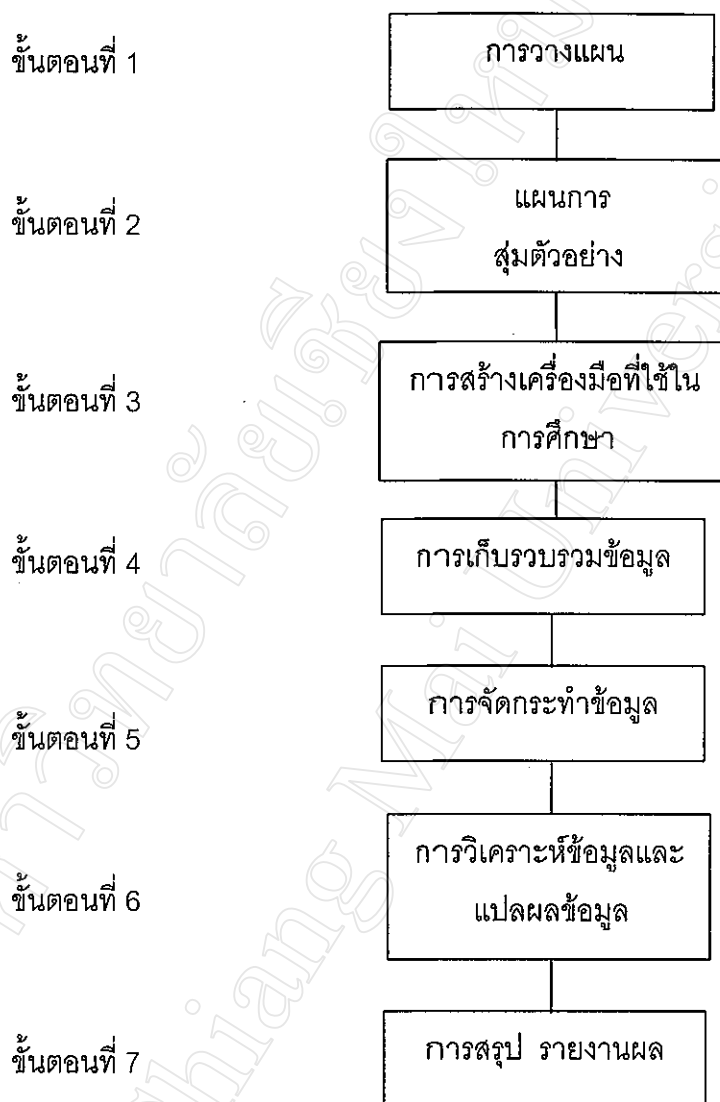 ขั้นตอนที่ 1
การวางแผน
ขั้นตอนที่ 2
แผนการ
สุ่มตัวอย่าง
ขั้นตอนที่ 3
การสร้างเครื่องมือที่ใช้ใน
การศึกษา
ขั้นตอนที่ 4
การเก็บรวบรวมข้อมูล
ขั้นตอนที่ 5
การจัดกระทำข้อมูล
ขั้นตอนที่ 6
การวิเคราะห์ข้อมูลและ
แปลผลข้อมูล
ขั้นตอนที่ 7
การสรุป รายงานผล